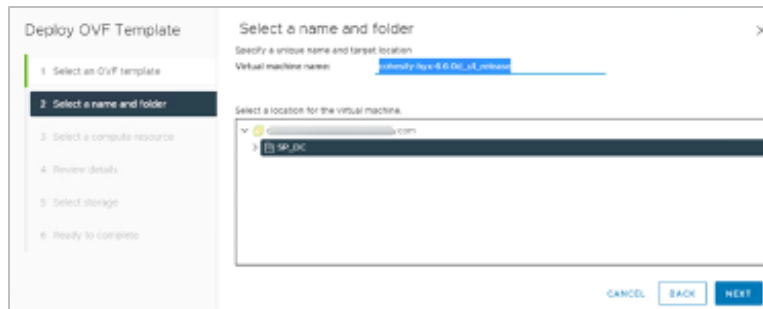 Deploy OVF Template
1 Select an OVF template
2 Select a name and folder
3 Select a compute resource
4 Review details
5 Select storage
6 Ready to complete
Select a name and folder
Specify a unique name and target location
Virtual machine name:
Select a location for the virtual machine.
.com
SP_DC
CANCEL
BACK
NEXT